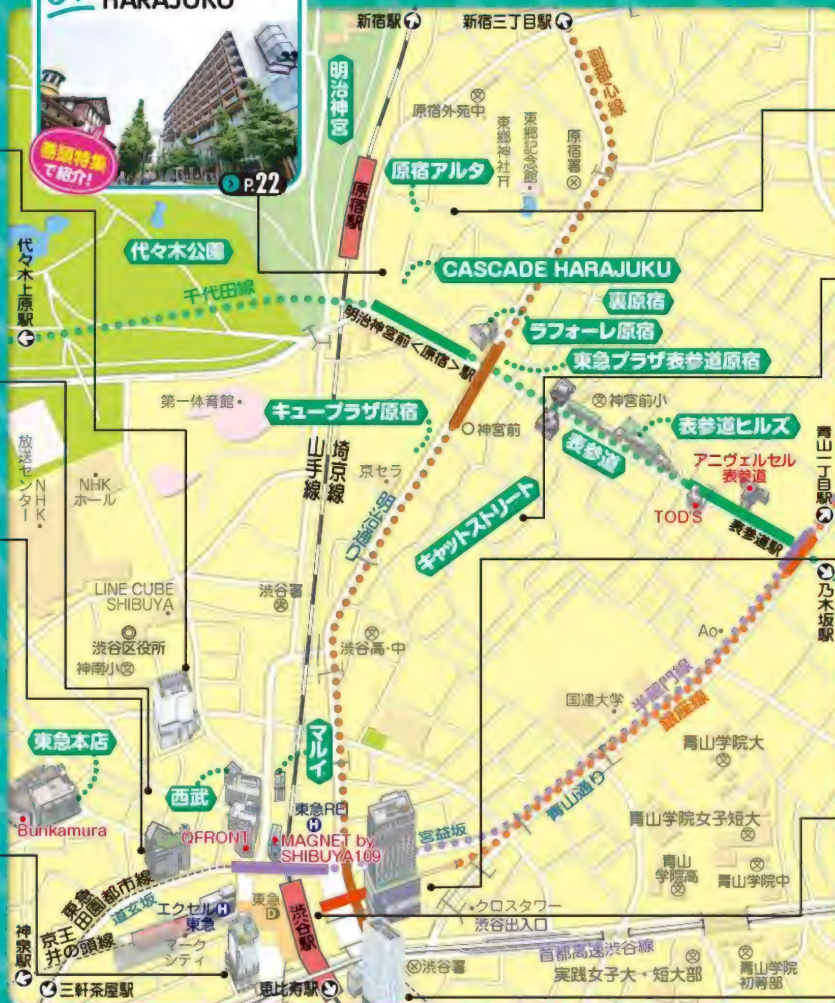 HARAJUKU
巻頭特集
で紹介!
P.22
新宿駅
新宿三丁目駅
副都心線
明治神宮
原宿外苑中
東郷神社
東郷記念館
原宿署
原宿アルタ
原宿駅
代々木公園
代々木上原駅
千代田線
CASCADE HARAJUKU
裏原宿
明治神宮前<原宿>駅
ラフォーレ原宿
東急プラザ表参道原宿
第一体育館
キュープラザ原宿
神宮前
神宮前小
表参道ヒルズ
表参道
アニヴェルセル
表参道
青山一丁目駅
放送センター
NHK
NHK
ホール
山手線
埼京線
京セラ
明治通り
キャットストリート
TOD'S
表参道駅
乃木坂駅
LINE CUBE
SHIBUYA
渋谷署
渋谷区役所
神南小
渋谷高・中
Ao
国連大学
半蔵門線
銀座線
青山学院大
東急本店
マルイ
西武
東急RE
H
Bunkamura
QFRONT
MAGNET by
SHIBUYA109
宮益坂
青山通り
青山学院女子短大
青山
学院高
青山学院中
東急
田園都市線
京王
井の頭線
道玄坂
エクセル
東急
H
東急
D
渋谷駅
マーク
シティ
クロスタワー
渋谷出入口
神泉駅
三軒茶屋駅
恵比寿駅
渋谷署
首都高速渋谷線
実践女子大・短大部
青山学院
初等部